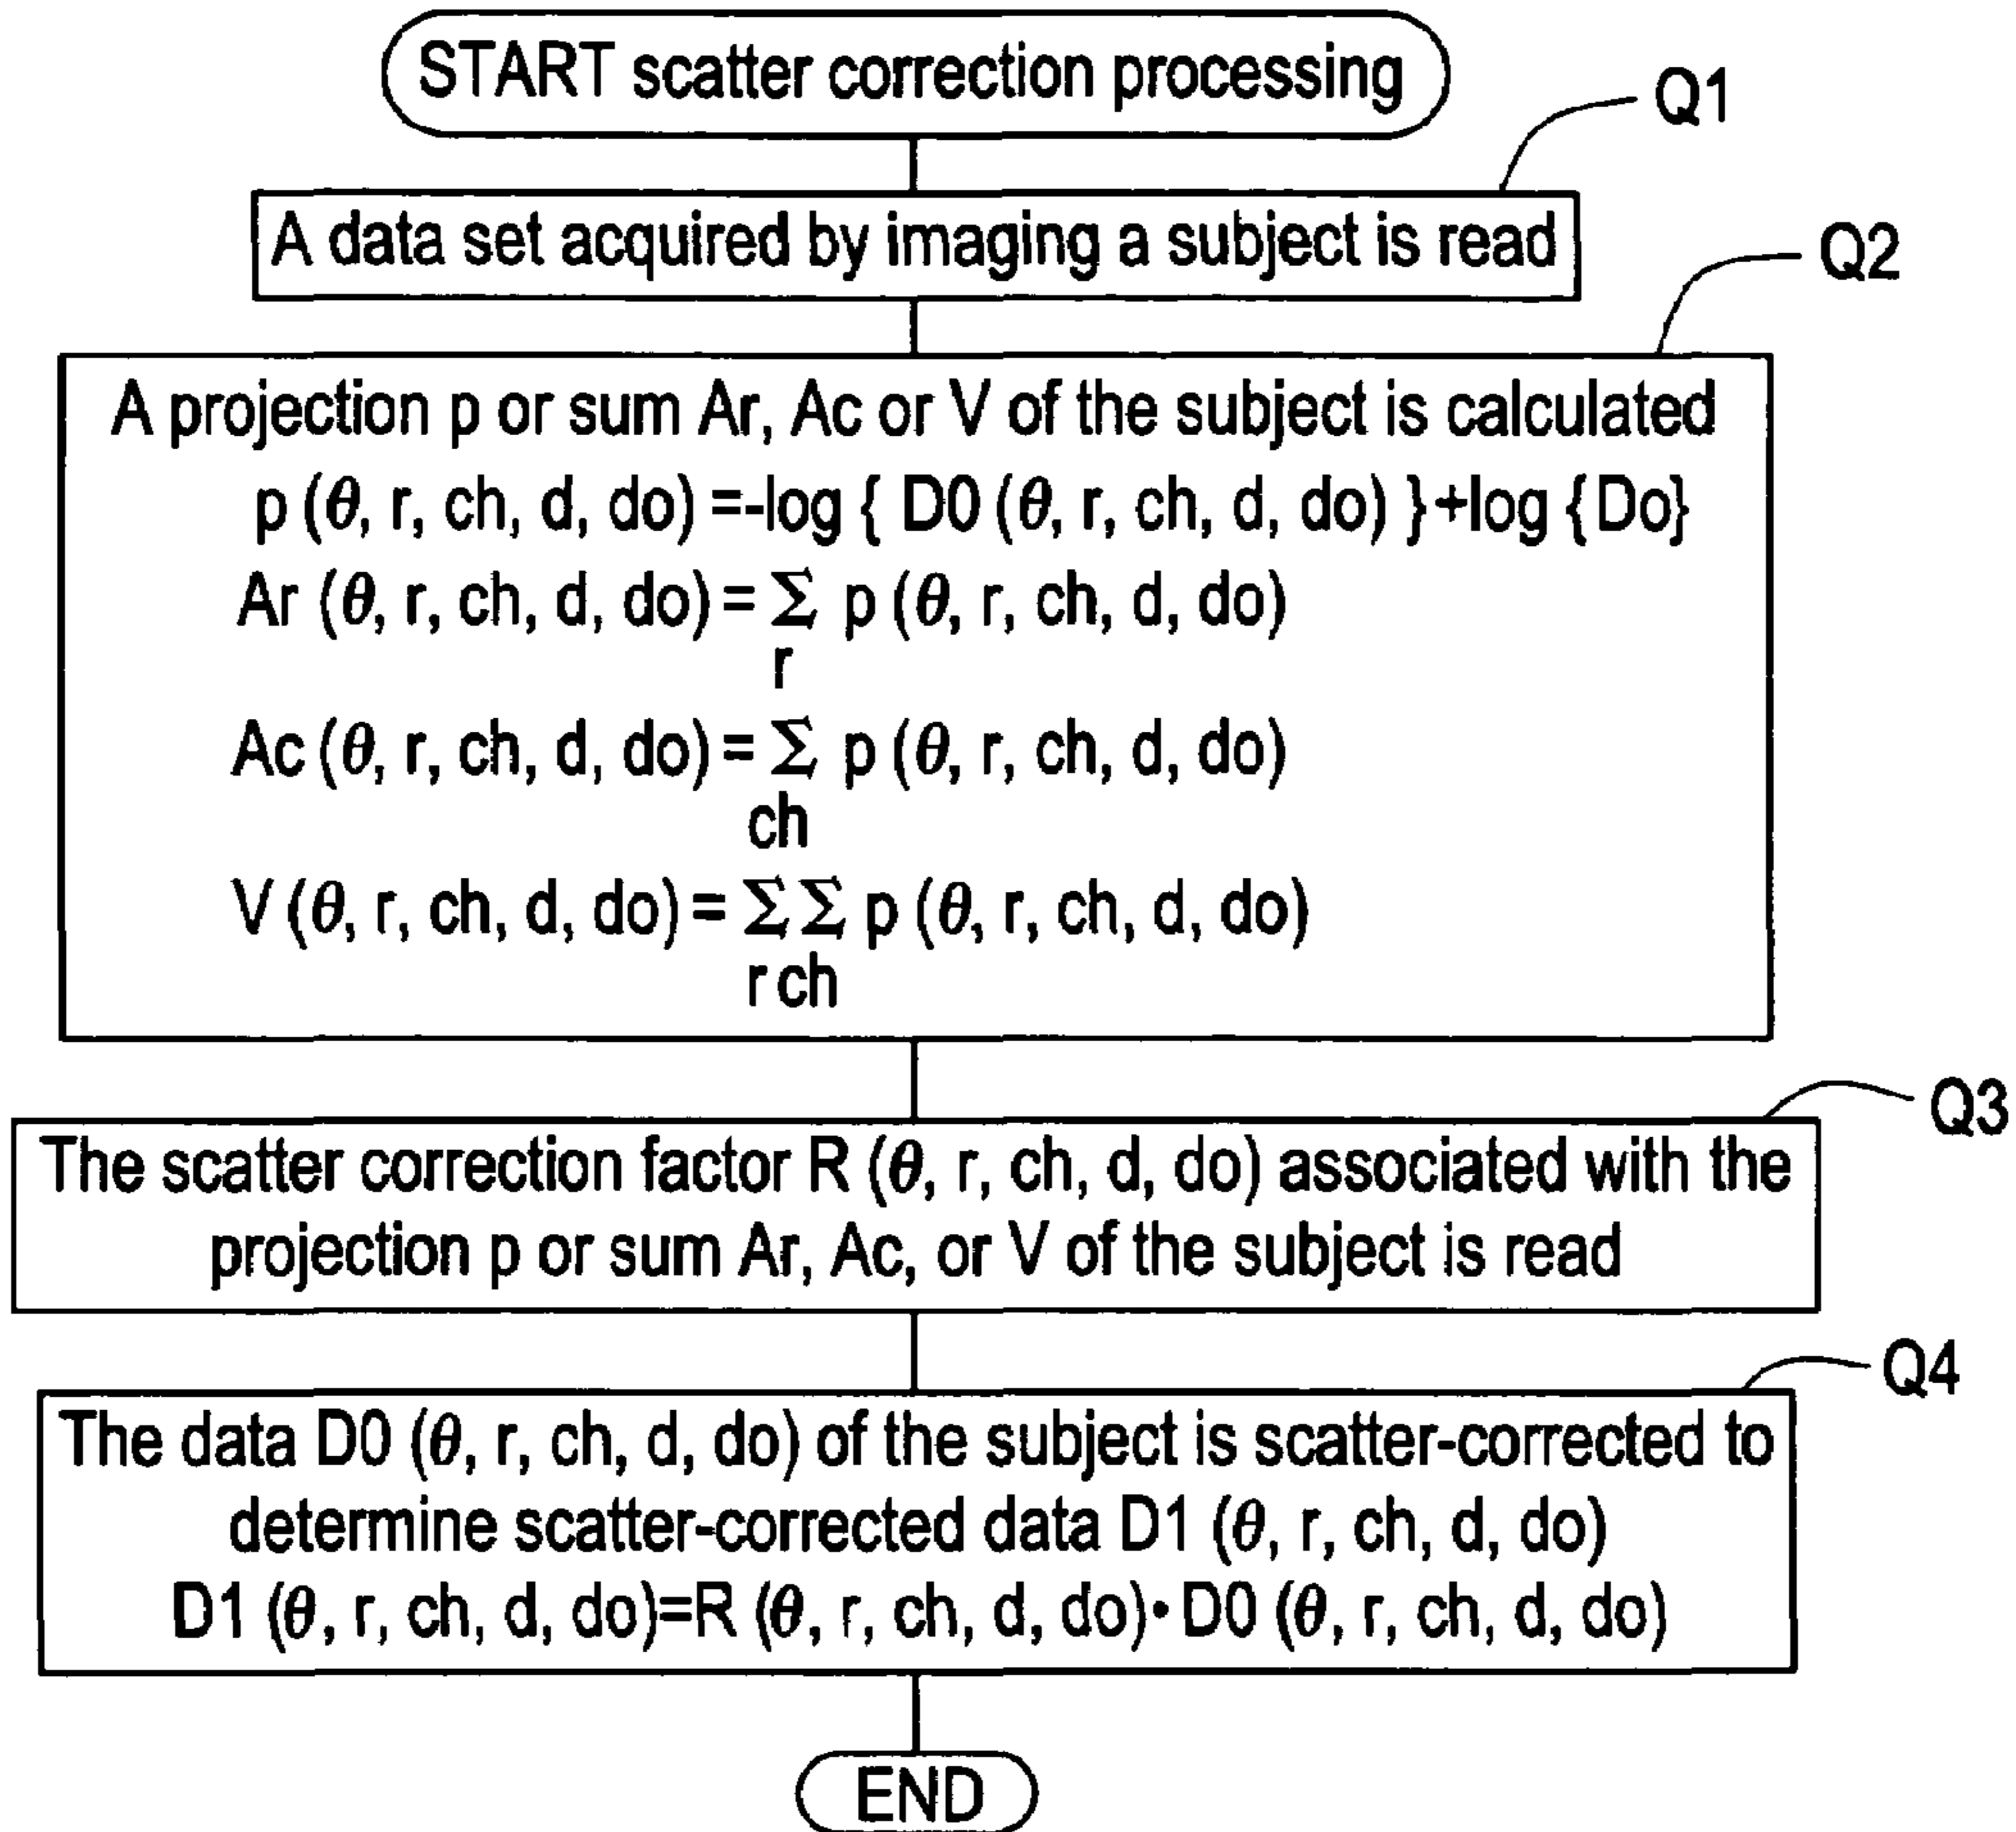 START scatter correction processing
Q1
A data set acquired by imaging a subject is read
Q2
A projection p or sum Ar, Ac or V of the subject is calculated
p (θ, r, ch, d, do) =-log { D0 (θ, r, ch, d, do) }+log {Do}
Ar (θ, r, ch, d, do) = Σ p (θ, r, ch, d, do)
r
Ac (θ, r, ch, d, do) = Σ p (θ, r, ch, d, do)
ch
V (θ, r, ch, d, do) = Σ Σ p (θ, r, ch, d, do)
r ch
Q3
The scatter correction factor R (θ, r, ch, d, do) associated with the
projection p or sum Ar, Ac, or V of the subject is read
Q4
The data D0 (θ, r, ch, d, do) of the subject is scatter-corrected to
determine scatter-corrected data D1 (θ, r, ch, d, do)
D1 (θ, r, ch, d, do)=R (θ, r, ch, d, do)• D0 (θ, r, ch, d, do)
END